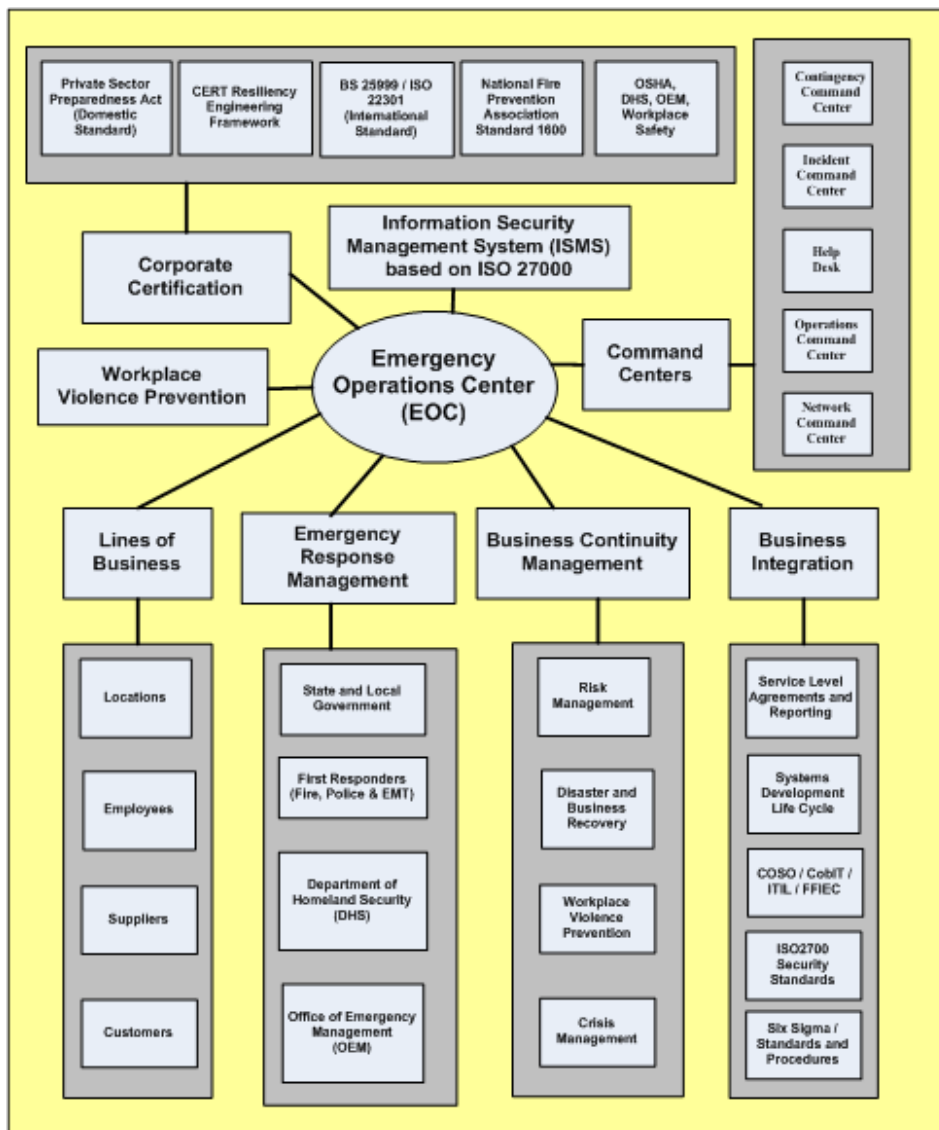 Private Sector
Preparedness Act
(Domestic
Standard)
CERT Resiliency
Engineering
Framework
BS 25999 / ISO
22301
(International
Standard)
National Fire
Prevention
Association
Standard 1600
OSHA,
DHS, OEM,
Workplace
Safety
Contingency
Command
Center
Incident
Command
Center
Help
Desk
Operations
Command
Center
Network
Command
Center
Corporate
Certification
Information Security
Management System (ISMS)
based on ISO 27000
Workplace
Violence Prevention
Emergency
Operations Center
(EOC)
Command
Centers
Lines of
Business
Emergency
Response
Management
Business Continuity
Management
Business
Integration
Locations
Employees
Suppliers
Customers
State and Local
Government
First Responders
(Fire, Police & EMT)
Department of
Homeland Security
(DHS)
Office of Emergency
Management
(OEM)
Risk
Management
Disaster and
Business
Recovery
Workplace
Violence
Prevention
Crisis
Management
Service Level
Agreements and
Reporting
Systems
Development
Life Cycle
COSO / CobIT /
ITIL / FFIEC
ISO2700
Security
Standards
Six Sigma /
Standards and
Procedures